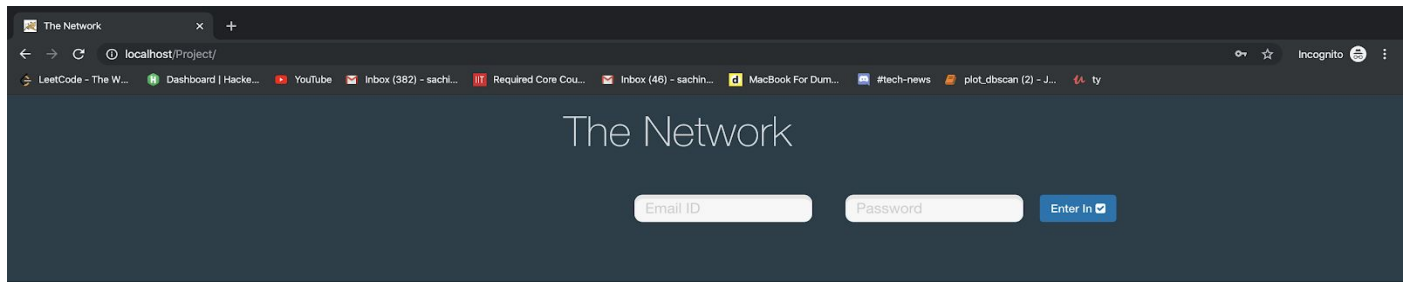 The Network
localhost/Project/
Incognito
LeetCode - The W... Dashboard | Hacke... YouTube Inbox (382) - sachi... IIT Required Core Cou... Inbox (46) - sachin... d MacBook For Dum... #tech-news plot_dbscan (2) - J... ty
The Network
Email ID Password Enter In